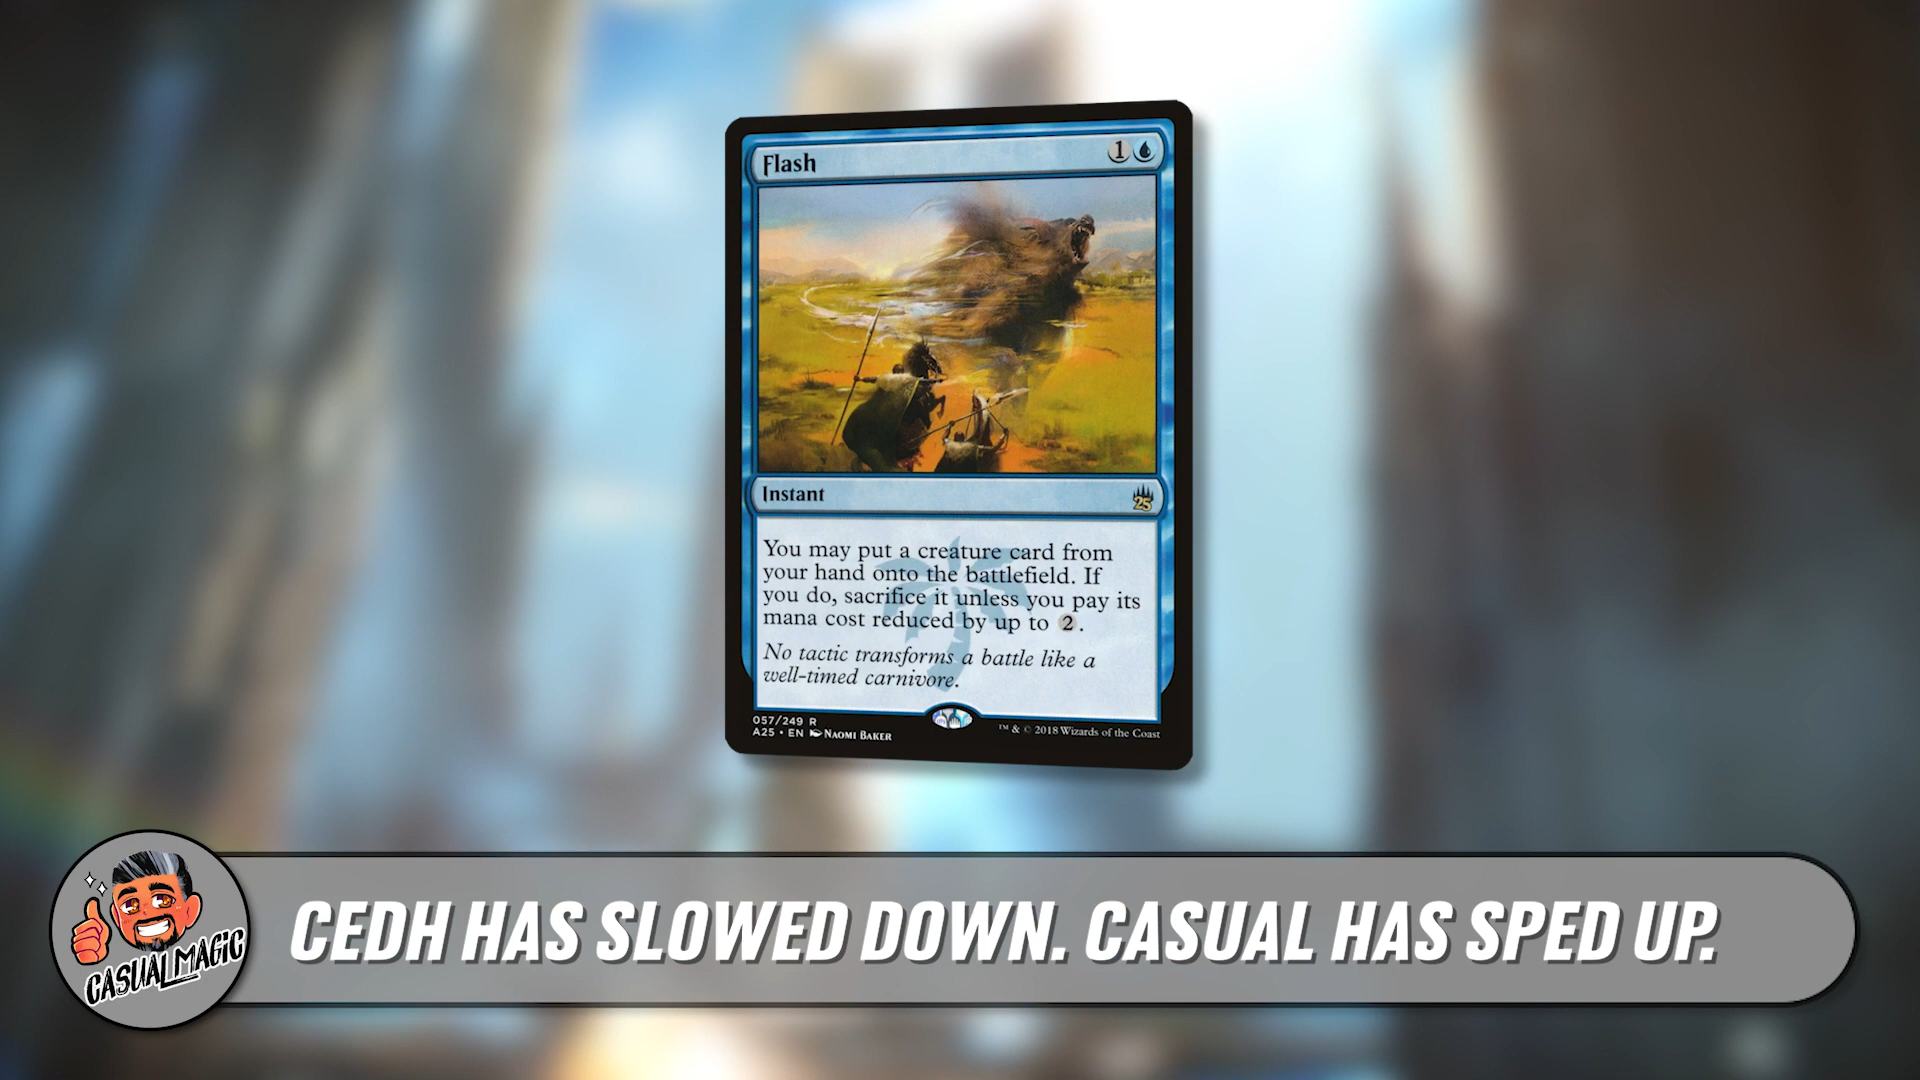 Flash
1
Instant
25
You may put a creature card from
your hand onto the battlefield. If
you do, sacrifice it unless you pay its
mana cost reduced by up to 2.
No tactic transforms a battle like a
well-timed carnivore.
057/249 R
A25 • EN Naomi Baker
™ & © 2018 Wizards of the Coast
CASUAL MAGIC
CEDH HAS SLOWED DOWN. CASUAL HAS SPED UP.